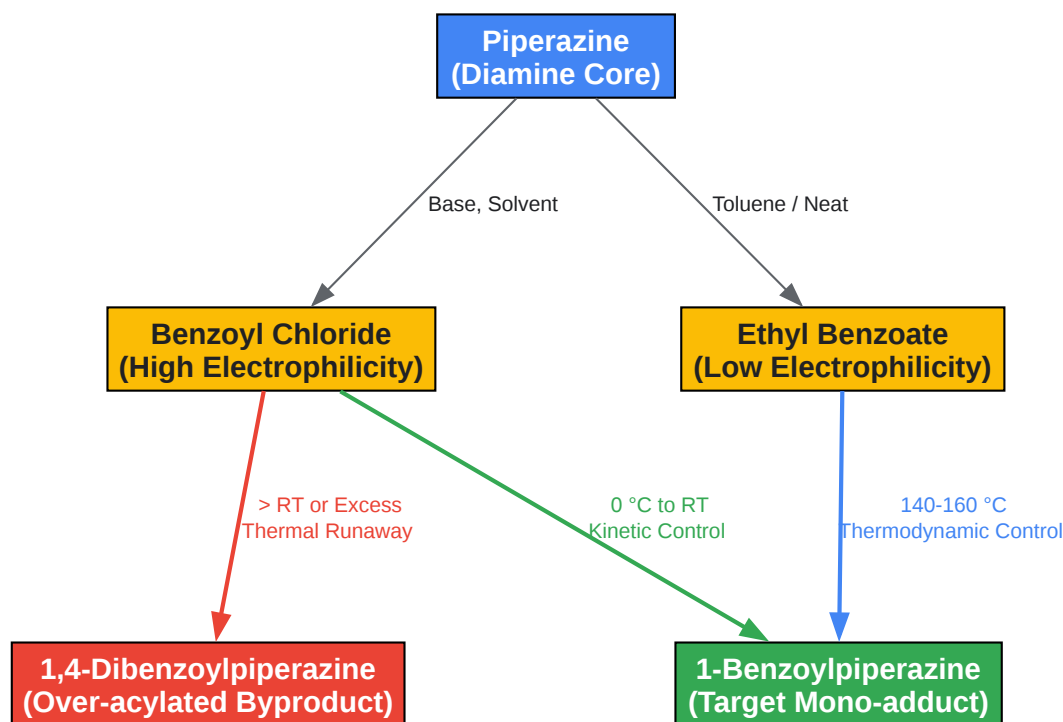 Piperazine
(Diamine Core)
Base, Solvent
Toluene / Neat
Benzoyl Chloride
(High Electrophilicity)
Ethyl Benzoate
(Low Electrophilicity)
> RT or Excess
Thermal Runaway
0 °C to RT
Kinetic Control
140-160 °C
Thermodynamic Control
1,4-Dibenzoylpiperazine
(Over-acylated Byproduct)
1-Benzoylpiperazine
(Target Mono-adduct)